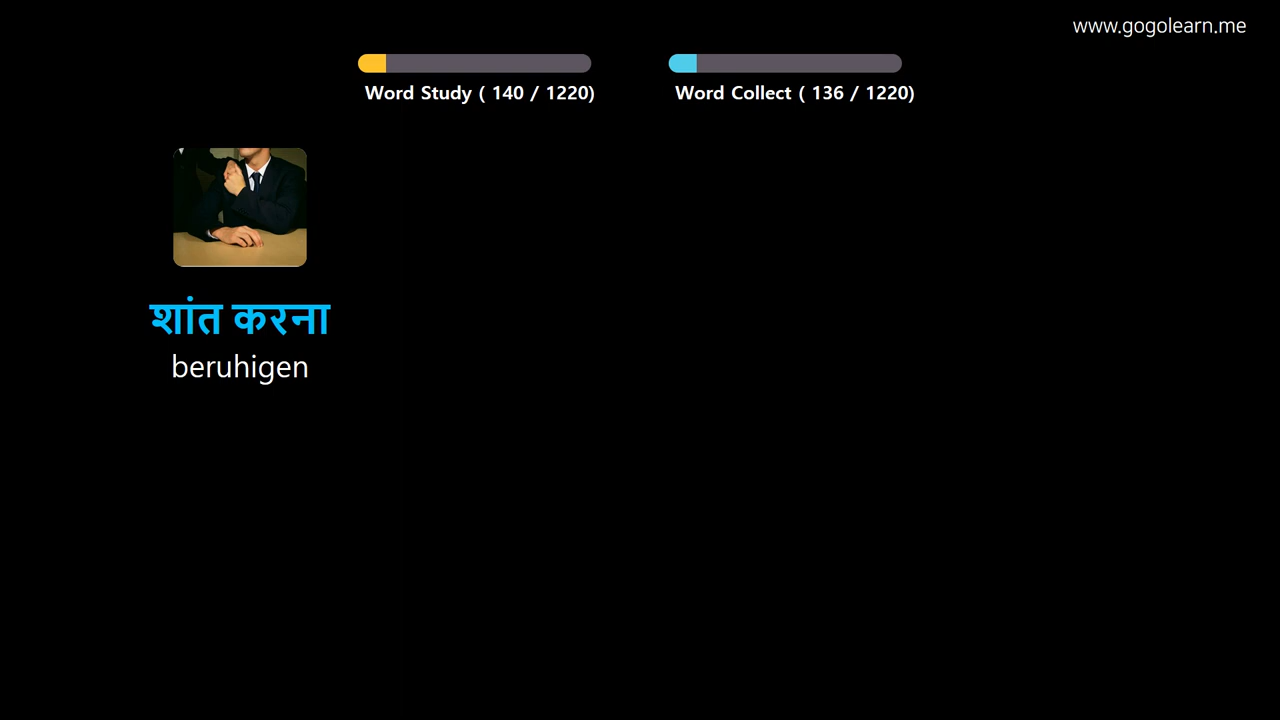 www.gogolearn.me
Word Study ( 140 / 1220)
Word Collect ( 136 / 1220)
शांत करना
beruhigen